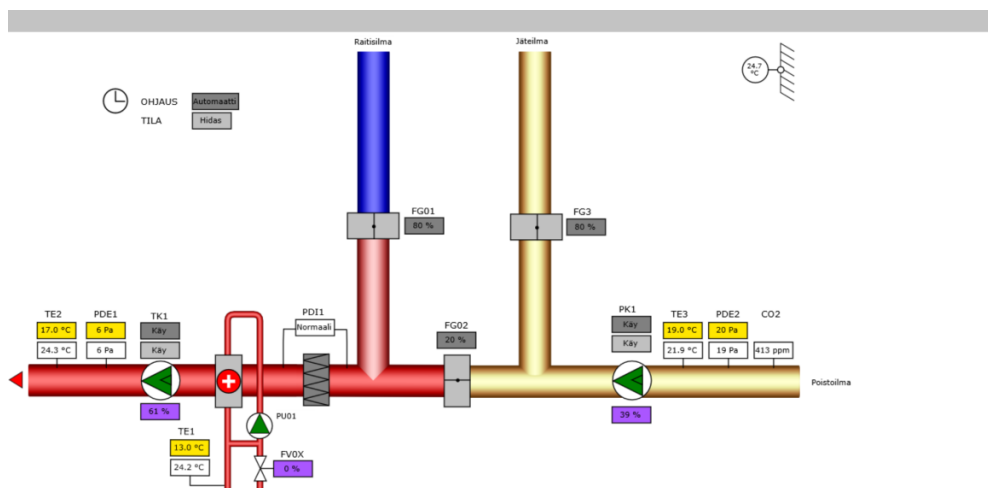 Raitisilma
Jäteilma
24.7
°C
OHJAUS Automaatti
TILA Hidas
FG01
80 %
FG3
80 %
TE2
17.0 °C
24.3 °C
PDE1
6 Pa
6 Pa
TK1
Käy
Käy
61 %
PDI1
Normaali
FG02
20 %
PK1
Käy
Käy
39 %
TE3
19.0 °C
21.9 °C
PDE2
20 Pa
19 Pa
CO2
413 ppm
Poistoilma
PU01
TE1
13.0 °C
24.2 °C
FV0X
0 %